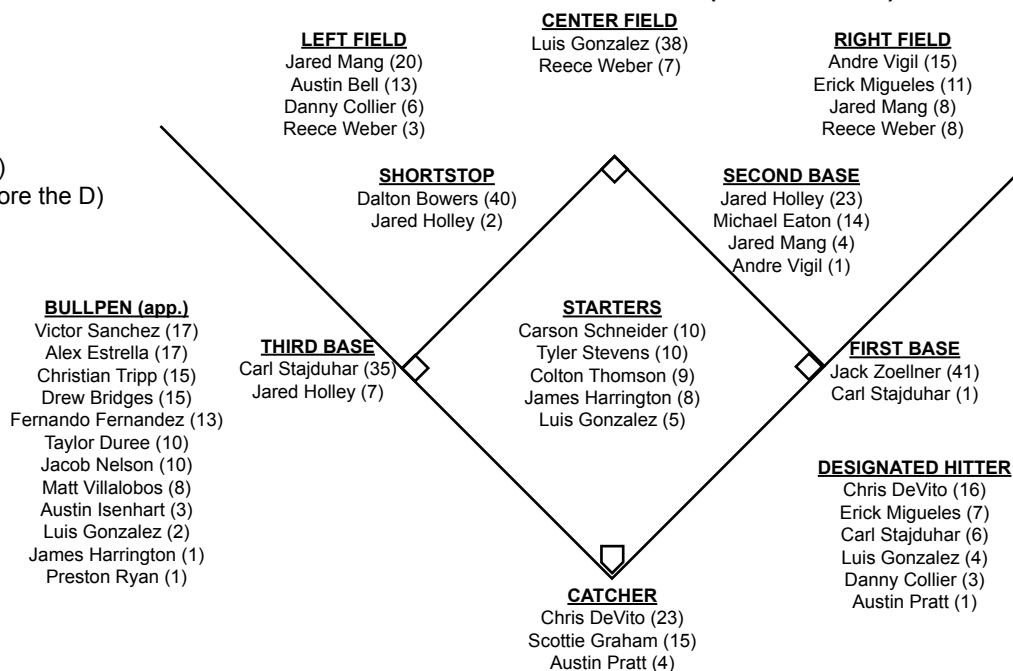 CENTER FIELD
Luis Gonzalez (38)
Reece Weber (7)
LEFT FIELD
Jared Mang (20)
Austin Bell (13)
Danny Collier (6)
Reece Weber (3)
RIGHT FIELD
Andre Vigil (15)
Erick Migueles (11)
Jared Mang (8)
Reece Weber (8)
)
ore the D)
SHORTSTOP
Dalton Bowers (40)
Jared Holley (2)
SECOND BASE
Jared Holley (23)
Michael Eaton (14)
Jared Mang (4)
Andre Vigil (1)
BULLPEN (app.)
Victor Sanchez (17)
Alex Estrella (17)
Christian Tripp (15)
Drew Bridges (15)
Fernando Fernandez (13)
Taylor Duree (10)
Jacob Nelson (10)
Matt Villalobos (8)
Austin Isenhart (3)
Luis Gonzalez (2)
James Harrington (1)
Preston Ryan (1)
THIRD BASE
Carl Stajduhar (35)
Jared Holley (7)
STARTERS
Carson Schneider (10)
Tyler Stevens (10)
Colton Thomson (9)
James Harrington (8)
Luis Gonzalez (5)
FIRST BASE
Jack Zoellner (41)
Carl Stajduhar (1)
DESIGNATED HITTER
Chris DeVito (16)
Erick Migueles (7)
Carl Stajduhar (6)
Luis Gonzalez (4)
Danny Collier (3)
Austin Pratt (1)
CATCHER
Chris DeVito (23)
Scottie Graham (15)
Austin Pratt (4)